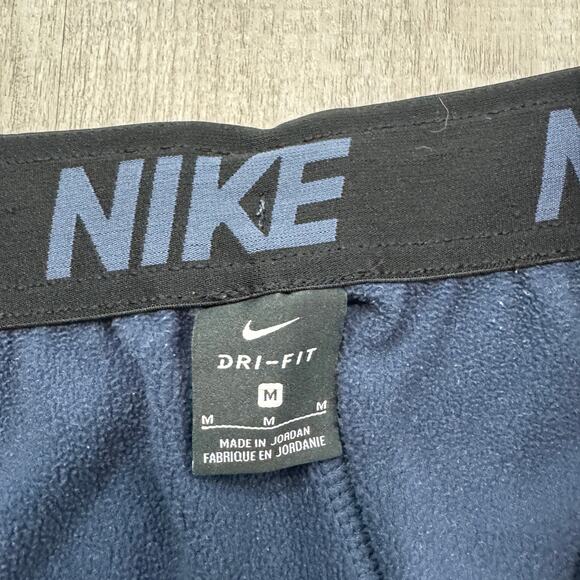 NIKE N
DRI-FIT
M
M M M
MADE IN JORDAN
FABRIQUE EN JORDANIE